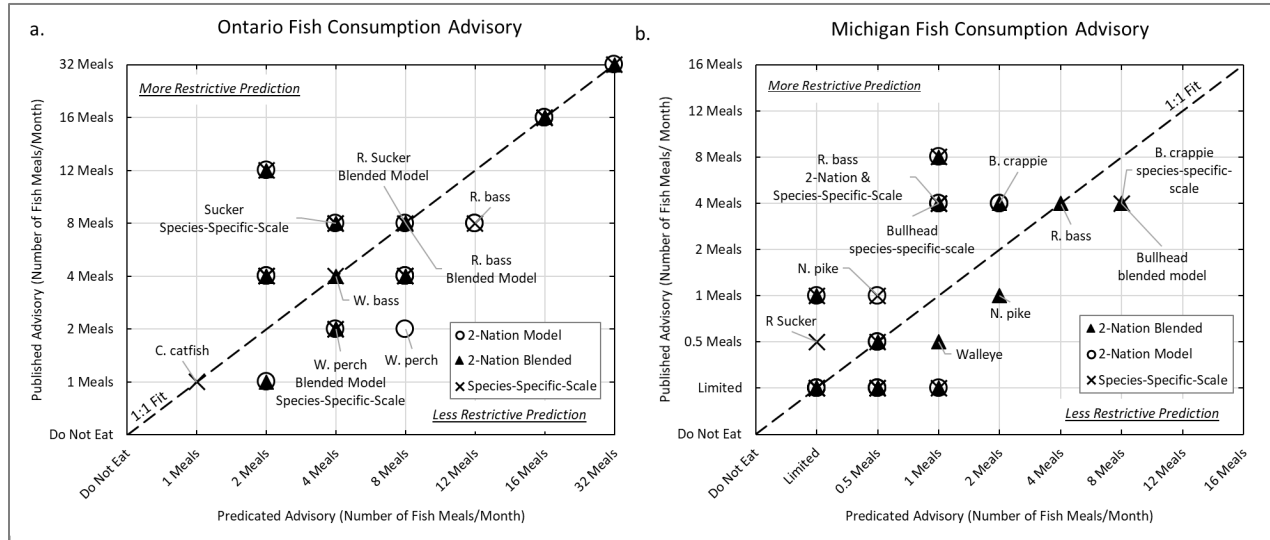 a.
Ontario Fish Consumption Advisory
Published Advisory (Number of Fish Meals/Month)
32 Meals
16 Meals
12 Meals
8 Meals
4 Meals
2 Meals
1 Meals
Do Not Eat
More Restrictive Prediction
R. Sucker
Blended Model
R. bass
Sucker
Species-Specific-Scale
R. bass
Blended Model
W. bass
C. catfish
W. perch
Blended Model
Species-Specific-Scale
W. perch
1:1 Fit
2-Nation Model
2-Nation Blended
Species-Specific-Scale
Less Restrictive Prediction
Do Not Eat
1 Meals
2 Meals
4 Meals
8 Meals
12 Meals
16 Meals
32 Meals
Predicated Advisory (Number of Fish Meals/Month)
b.
Michigan Fish Consumption Advisory
Published Advisory (Number of Fish Meals/ Month)
16 Meals
12 Meals
8 Meals
4 Meals
2 Meals
1 Meals
0.5 Meals
Limited
Do Not Eat
More Restrictive Prediction
1:1 Fit
R. bass
2-Nation &
Species-Specific-Scale
B. crappie
B. crappie
species-specific-
scale
Bullhead
species-specific-scale
R. bass
Bullhead
blended model
N. pike
N. pike
R Sucker
Walleye
2-Nation Blended
2-Nation Model
Species-Specific-Scale
Less Restrictive Prediction
Do Not Eat
Limited
0.5 Meals
1 Meals
2 Meals
4 Meals
8 Meals
12 Meals
16 Meals
Predicated Advisory (Number of Fish Meals/Month)